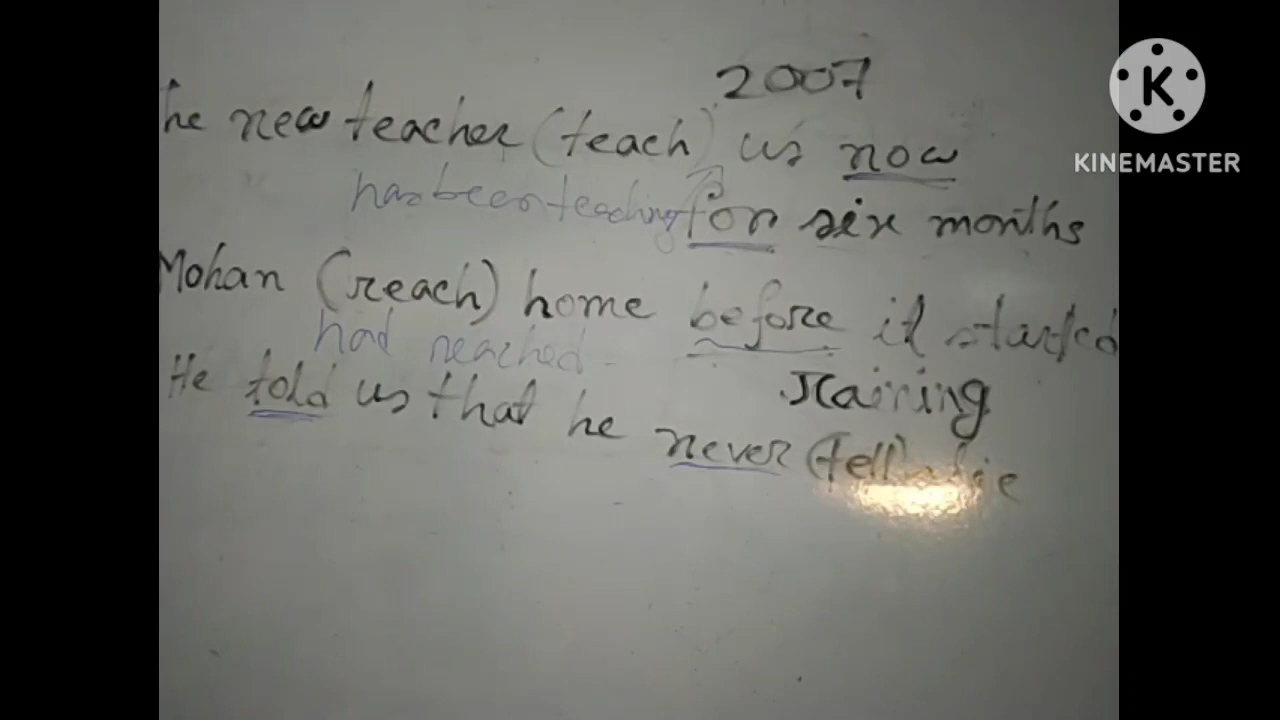 2007
he new teacher (teach) us now
has been teaching for six months
Mohan (reach) home before it started
had reached raining
He told us that he never (tell) a lie
KINEMASTER